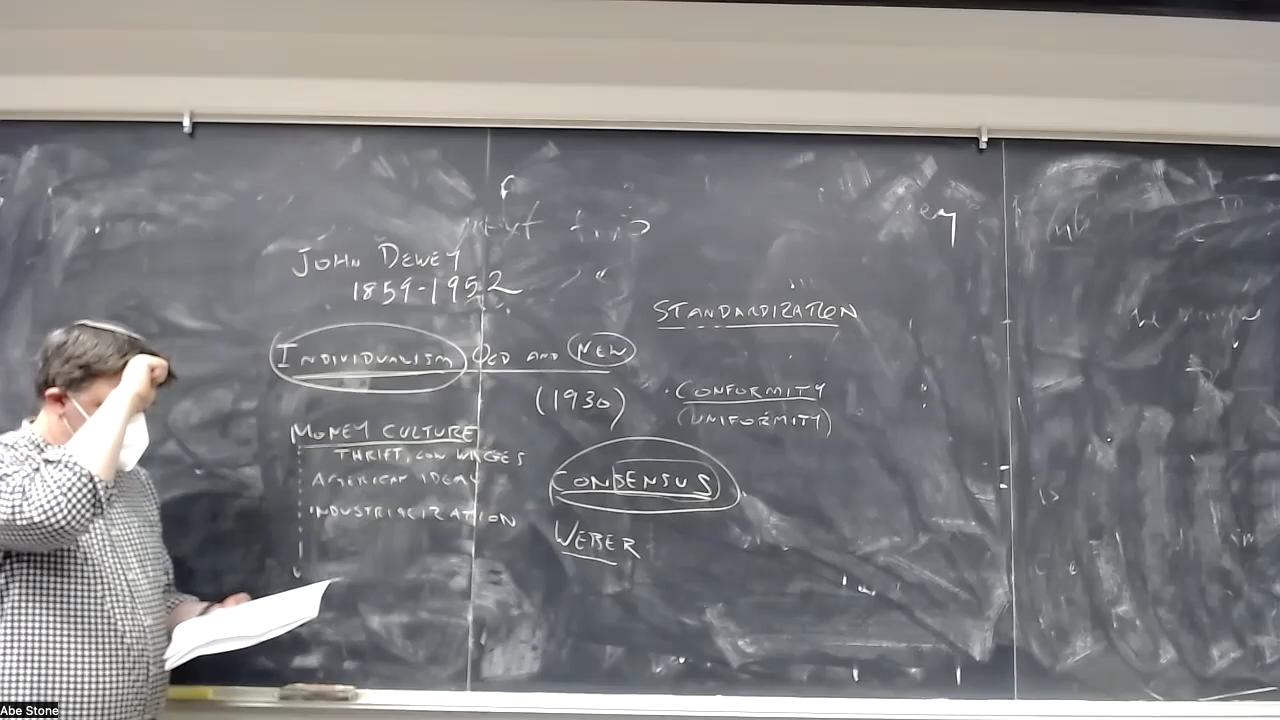 JOHN DEWEY
1859-1952
INDIVIDUALISM OLD AND NEW
(1930)
MONEY CULTURE
THRIFT, LOW WAGES
AMERICAN IDEAL
INDUSTRIALIZATION
STANDARDIZATION
CONFORMITY
(UNIFORMITY)
CONSENSUS
WEBER
Abe Stone